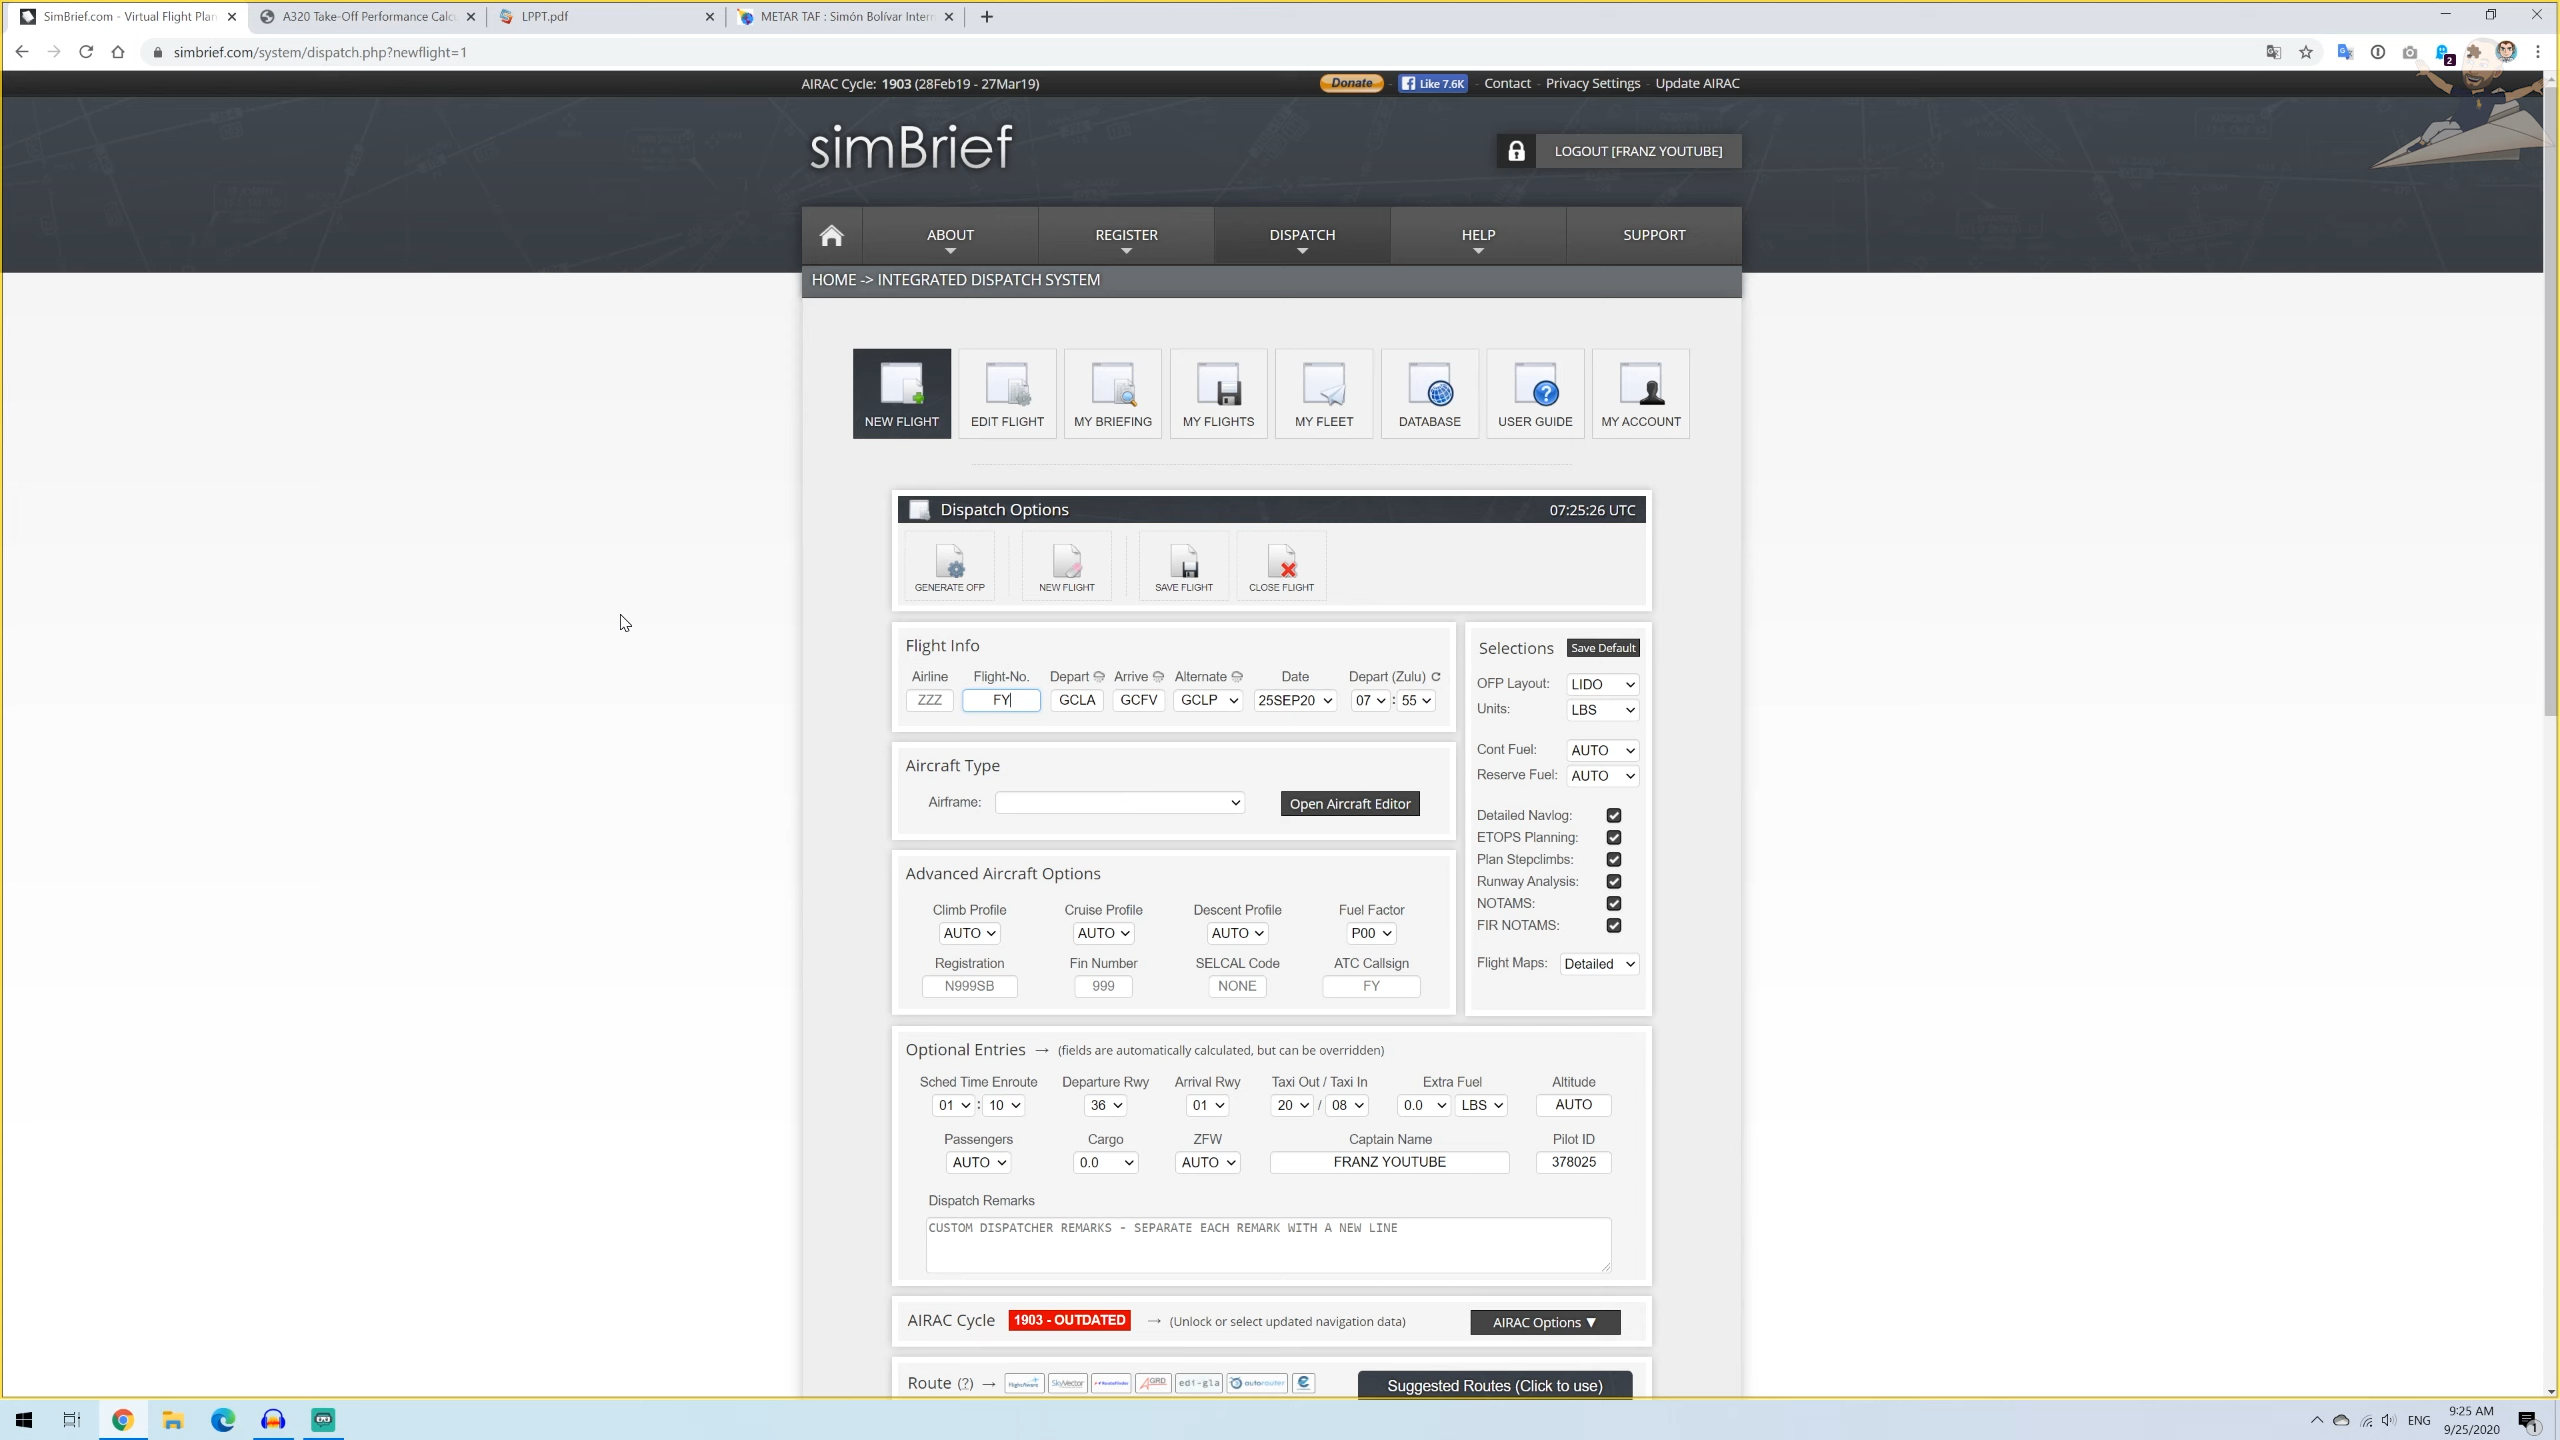 SimBrief.com - Virtual Flight Plan
A320 Take-Off Performance Calc
LPPT.pdf
METAR TAF : Simón Bolívar Intern
simbrief.com/system/dispatch.php?newflight=1
2
AIRAC Cycle: 1903 (28Feb19 - 27Mar19)
Donate - Like 7.6K - Contact - Privacy Settings - Update AIRAC
simBrief
LOGOUT [FRANZ YOUTUBE]
ABOUT REGISTER DISPATCH HELP SUPPORT
HOME -> INTEGRATED DISPATCH SYSTEM
NEW FLIGHT EDIT FLIGHT MY BRIEFING MY FLIGHTS MY FLEET DATABASE USER GUIDE MY ACCOUNT
Dispatch Options 07:25:26 UTC
GENERATE OFP NEW FLIGHT SAVE FLIGHT CLOSE FLIGHT
Flight Info
Airline Flight-No. Depart Arrive Alternate Date Depart (Zulu)
ZZZ FY GCLA GCFV GCLP 25SEP20 07 : 55
Selections Save Default
OFP Layout: LIDO
Units: LBS
Cont Fuel: AUTO
Reserve Fuel: AUTO
Detailed Navlog:
ETOPS Planning:
Plan Stepclimbs:
Runway Analysis:
NOTAMS:
FIR NOTAMS:
Flight Maps: Detailed
Aircraft Type
Airframe: Open Aircraft Editor
Advanced Aircraft Options
Climb Profile Cruise Profile Descent Profile Fuel Factor
AUTO AUTO AUTO P00
Registration Fin Number SELCAL Code ATC Callsign
N999SB 999 NONE FY
Optional Entries → (fields are automatically calculated, but can be overridden)
Sched Time Enroute Departure Rwy Arrival Rwy Taxi Out / Taxi In Extra Fuel Altitude
01 : 10 36 01 20 / 08 0.0 LBS AUTO
Passengers Cargo ZFW Captain Name Pilot ID
AUTO 0.0 AUTO FRANZ YOUTUBE 378025
Dispatch Remarks
CUSTOM DISPATCHER REMARKS - SEPARATE EACH REMARK WITH A NEW LINE
AIRAC Cycle 1903 - OUTDATED → (Unlock or select updated navigation data) AIRAC Options ▼
Route (?) → FlightAware SkyVector RouteFinder AGRD edi-gla autorouter Suggested Routes (Click to use)
ENG
9:25 AM
9/25/2020
1